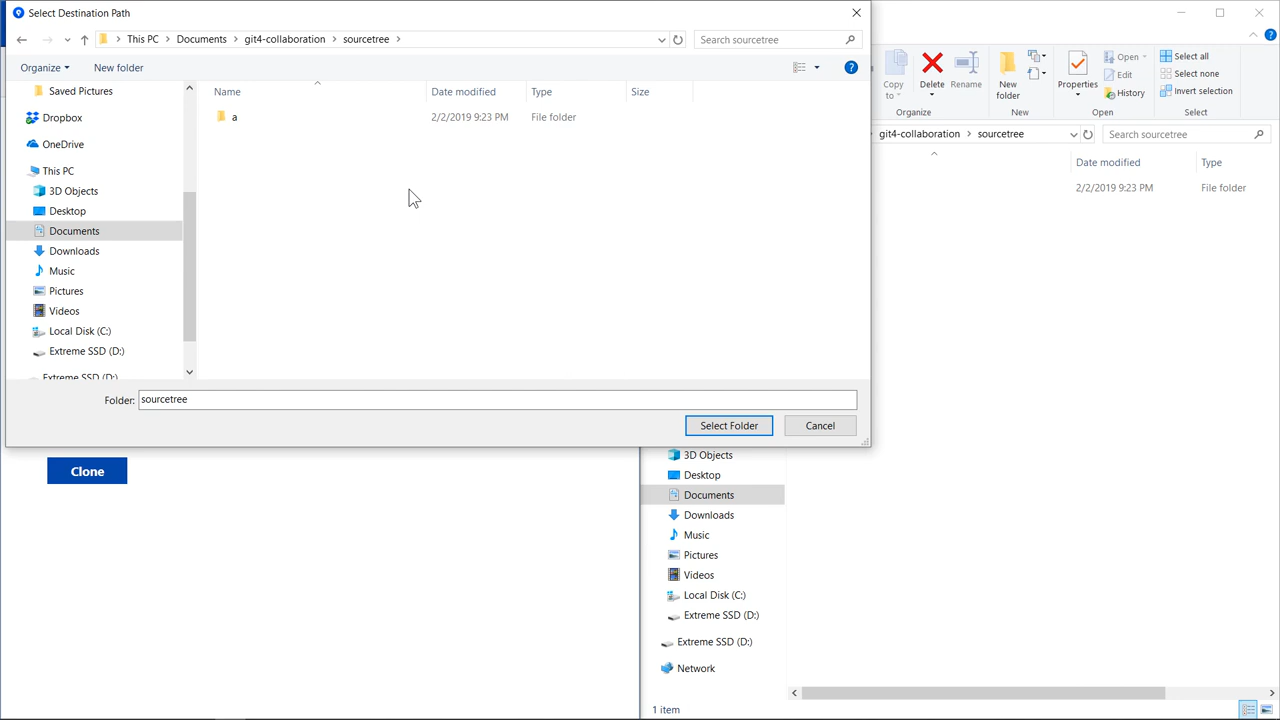 Select Destination Path
This PC > Documents > git4-collaboration > sourcetree >
Search sourcetree
Organize
New folder
Saved Pictures
Dropbox
OneDrive
This PC
3D Objects
Desktop
Documents
Downloads
Music
Pictures
Videos
Local Disk (C:)
Extreme SSD (D:)
Extreme SSD (D:)
Name Date modified Type Size
a 2/2/2019 9:23 PM File folder
Folder: sourcetree
Select Folder
Cancel
Clone
Copy to
Delete
Rename
Organize
New folder
New
Properties
Open
Edit
History
Open
Select all
Select none
Invert selection
Select
git4-collaboration > sourcetree
Search sourcetree
Date modified Type
2/2/2019 9:23 PM File folder
3D Objects
Desktop
Documents
Downloads
Music
Pictures
Videos
Local Disk (C:)
Extreme SSD (D:)
Extreme SSD (D:)
Network
1 item